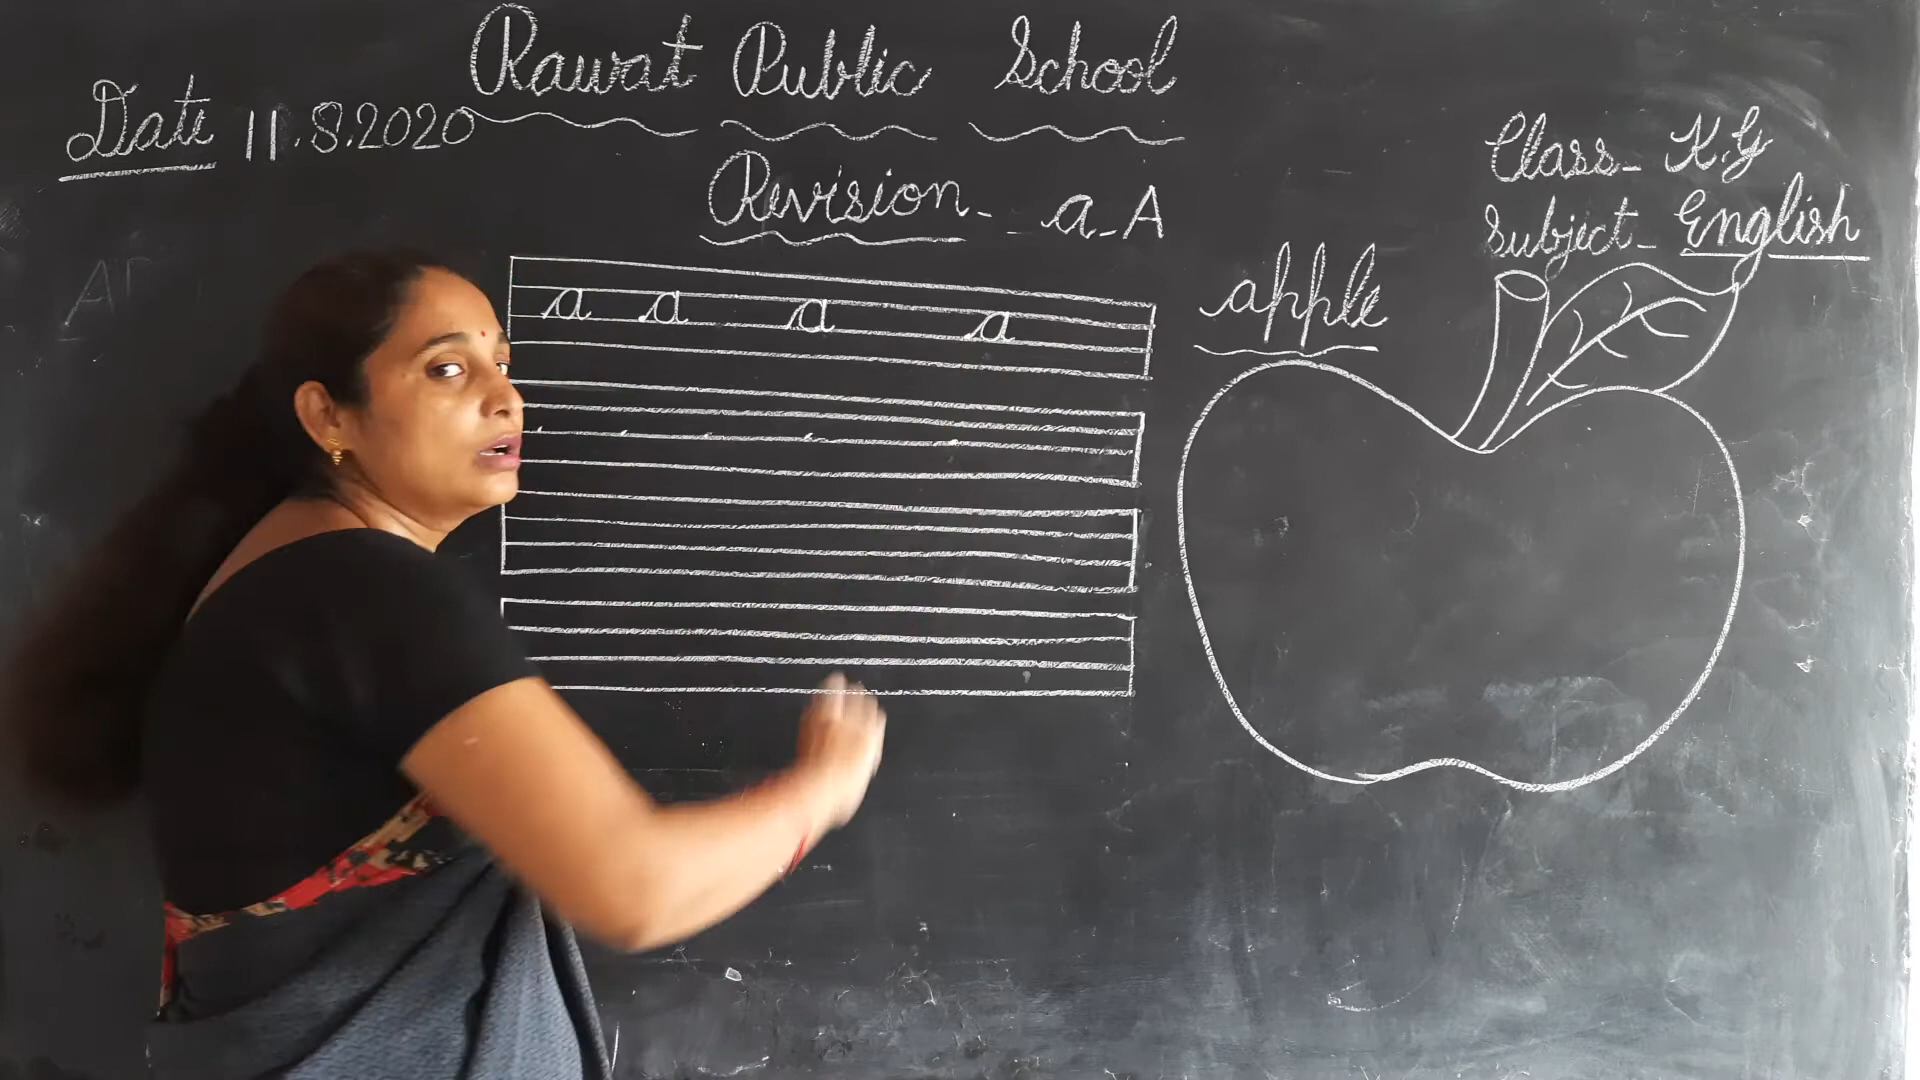 Rawat Public School
Date 11.8.2020
Class- K.G
Revision- a-A
Subject- English
apple
a a a a